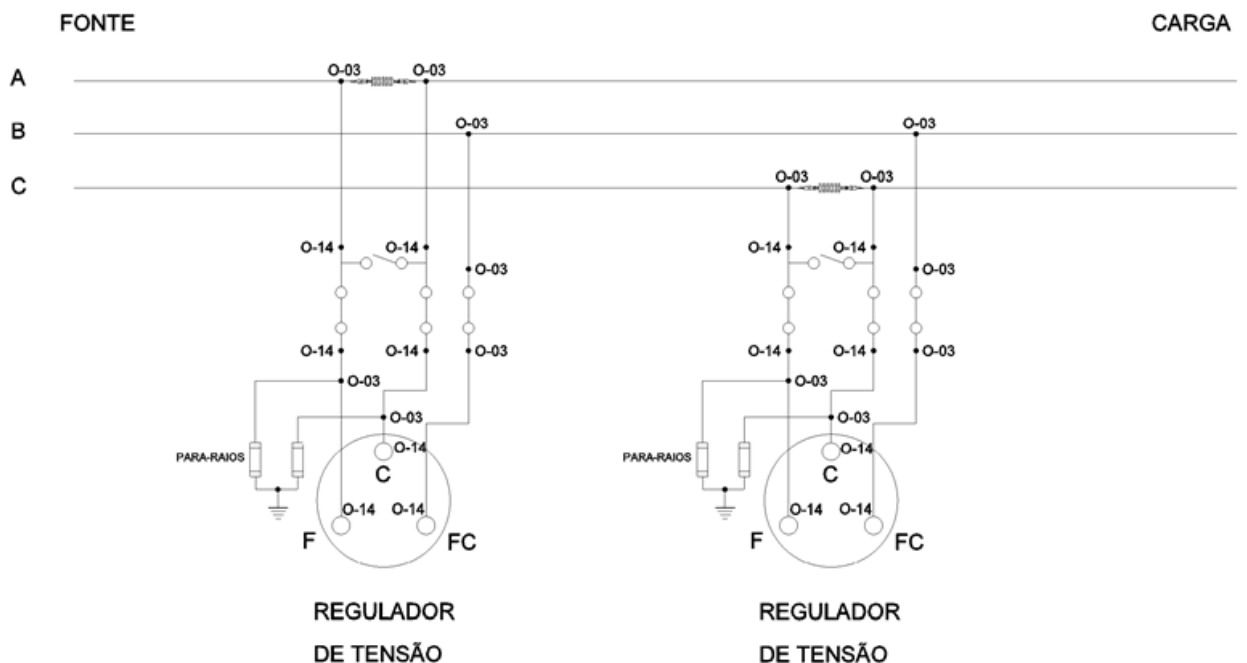 FONTE CARGA
O-03 O-03
A
O-03 O-03
B
O-03 O-03
C
O-14 O-14 O-14 O-14
O-03 O-03
O-14 O-14 O-03 O-14 O-14 O-03
O-03 O-03
O-03 O-03
PARA-RAIOS O-14 PARA-RAIOS O-14
C C
O-14 O-14 O-14 O-14
F FC F FC
REGULADOR REGULADOR
DE TENSÃO DE TENSÃO